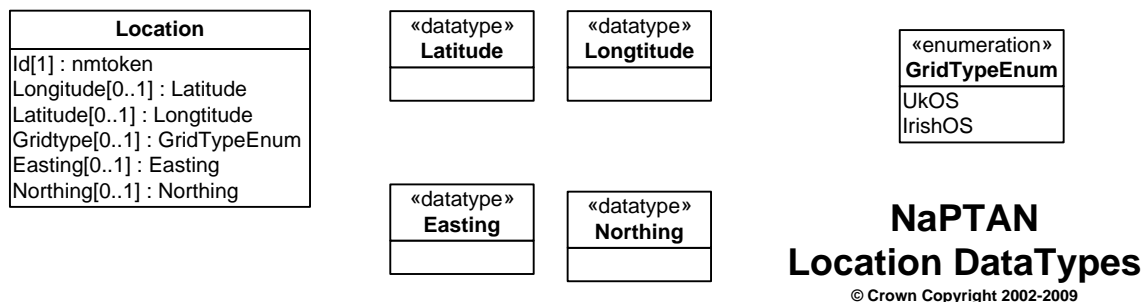 Location
Id[1] : nmtoken
Longitude[0..1] : Latitude
Latitude[0..1] : Longtitude
Gridtype[0..1] : GridTypeEnum
Easting[0..1] : Easting
Northing[0..1] : Northing
«datatype»
Latitude
«datatype»
Longtitude
«enumeration»
GridTypeEnum
UkOS
IrishOS
«datatype»
Easting
«datatype»
Northing
NaPTAN
Location DataTypes
© Crown Copyright 2002-2009